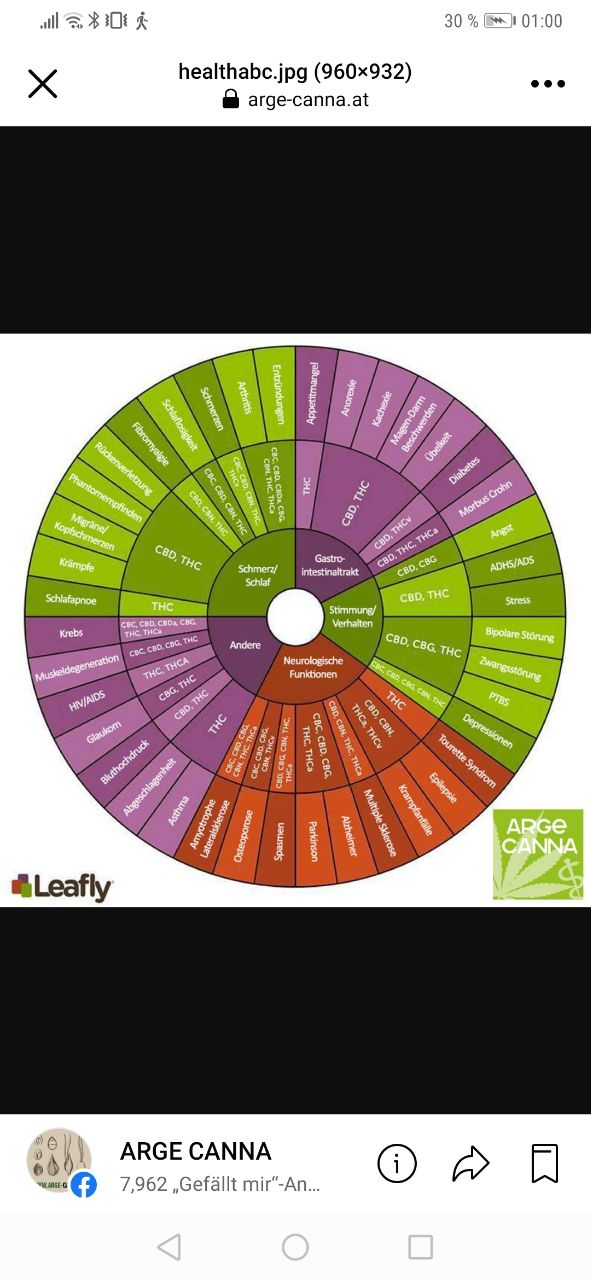 30 % 01:00
healthabc.jpg (960×932)
arge-canna.at
Gastro-
intestinaltrakt
THC
CBD, THC
CBD, THCv
CBD, THC, THCa
Appetitmangel
Anorexie
Kachexie
Magen-Darm
Beschwerden
Übelkeit
Diabetes
Morbus Crohn
Stimmung/
Verhalten
CBD, CBG
CBD, THC
CBD, CBG, THC
CBC, CBD, CBG, CBN, THC
Angst
ADHS/ADS
Stress
Bipolare Störung
Zwangsstörung
PTBS
Depressionen
Neurologische
Funktionen
THC
CBD, CBN,
THCa, THCv
CBD, CBN, THC, THCa
CBC, CBD, CBG,
THC, THCa
CBD, CBG, CBN, THC,
THCa
CBC, CBD, CBG,
CBN, THCv
CBC, CBD, CBG,
CBN, THC, THCa
Tourette Syndrom
Epilepsie
Krampfanfälle
Multiple Sklerose
Alzheimer
Parkinson
Spasmen
Osteoporose
Amyotrophe
Lateralsklerose
Andere
THC
CBD, THC
CBG, THC
THC, THCA
CBC, CBD, CBG, THC
CBC, CBD, CBDa, CBG,
THC, THCa
Asthma
Abgeschlagenheit
Bluthochdruck
Glaukom
HIV/AIDS
Muskeldegeneration
Krebs
Schmerz/
Schlaf
THC
CBD, THC
CBD, CBN, THC
CBC, CBD, CBN, THC
CBC, CBD, CBN, THC,
THCv
CBC, CBD, CBDa, CBG,
CBN, THC, THCa
Schlafapnoe
Krämpfe
Migräne/
Kopfschmerzen
Phantomempfinden
Rückenverletzung
Fibromyalgie
Schlaflosigkeit
Schmerzen
Arthritis
Entzündungen
ARGE
CANNA
Leafly
ARGE CANNA
7,962 „Gefällt mir“-An...